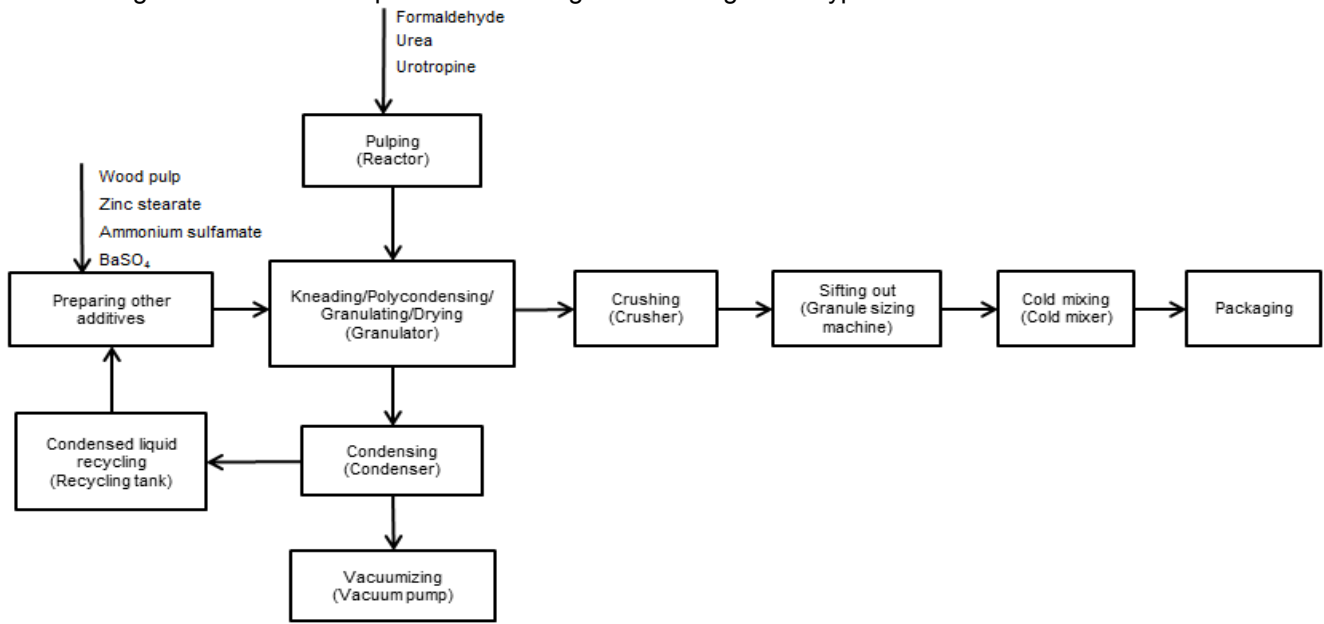 Formaldehyde
Urea
Urotropine
Pulping
(Reactor)
Wood pulp
Zinc stearate
Ammonium sulfamate
BaSO₄
Preparing other
additives
Kneading/Polycondensing/
Granulating/Drying
(Granulator)
Crushing
(Crusher)
Sifting out
(Granule sizing
machine)
Cold mixing
(Cold mixer)
Packaging
Condensed liquid
recycling
(Recycling tank)
Condensing
(Condenser)
Vacuumizing
(Vacuum pump)